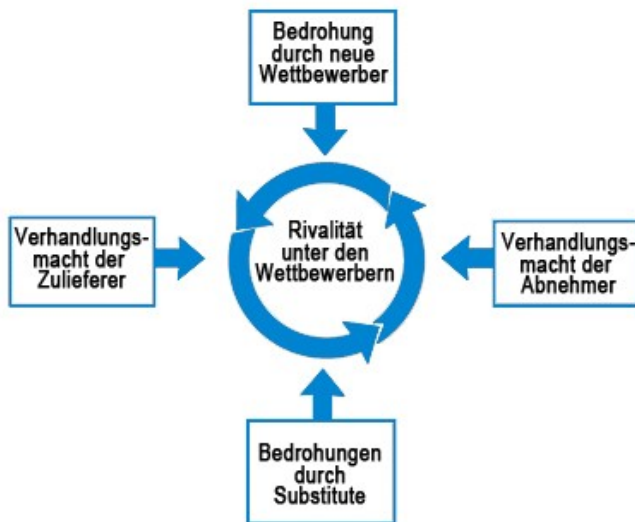 Bedrohung
durch neue
Wettbewerber
Verhandlungs-
macht der
Zulieferer
Rivalität
unter den
Wettbewerbern
Verhandlungs-
macht der
Abnehmer
Bedrohungen
durch
Substitute